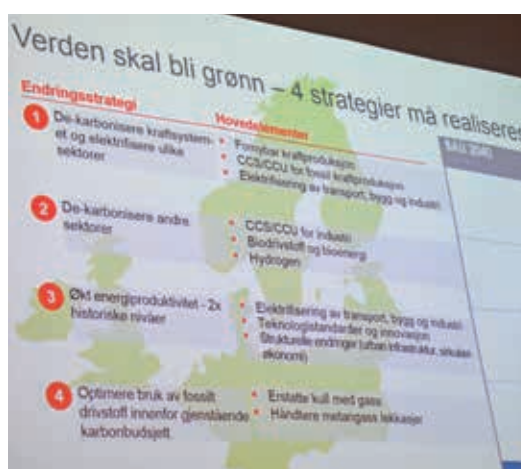 Verden skal bli grønn – 4 strategier må realiseres
Endringsstrategi
Hovedelementer
1 De-karbonisere kraftsystem-
et og elektrifisere ulike
sektorer
• Fornybar kraftproduksjon
• CCS/CCU for fossil kraftproduksjon
• Elektrifisering av transport, bygg og industri
2 De-karbonisere andre
sektorer
• CCS/CCU for industri
• Biodrivstoff og bioenergi
• Hydrogen
3 Økt energiproduktivitet - 2x
historiske nivåer
• Elektrifisering av transport, bygg og industri
• Teknologistandarder og innovasjon
• Strukturelle endringer (urban infrastruktur, sirkulær
økonomi)
4 Optimere bruk av fossilt
drivstoff innenfor gjenstående
karbonbudsjett
• Erstatte kull med gass
• Håndtere metangass lekkasjer